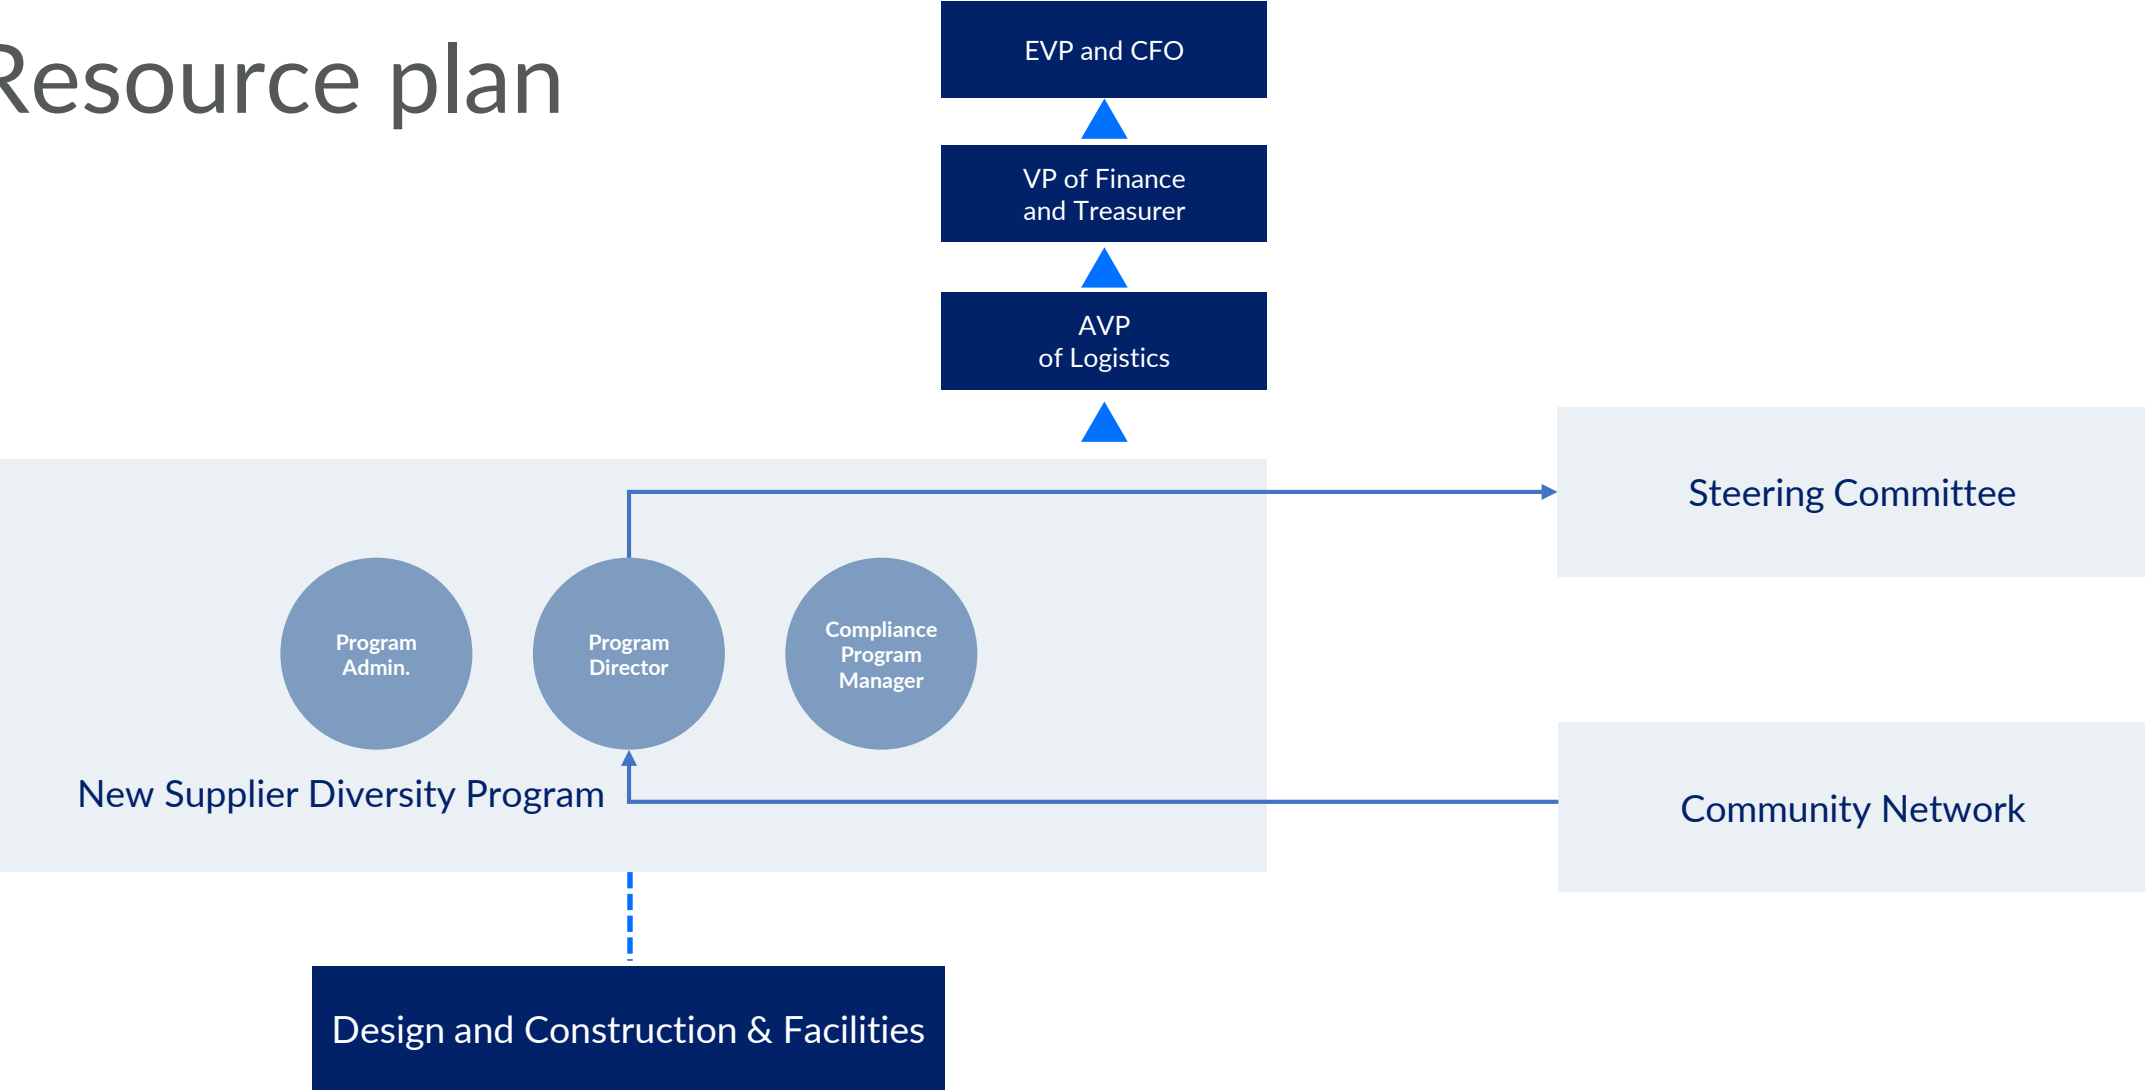 Resource plan
EVP and CFO
VP of Finance
and Treasurer
AVP
of Logistics
Steering Committee
Program
Admin.
Program
Director
Compliance
Program
Manager
New Supplier Diversity Program
Community Network
Design and Construction & Facilities